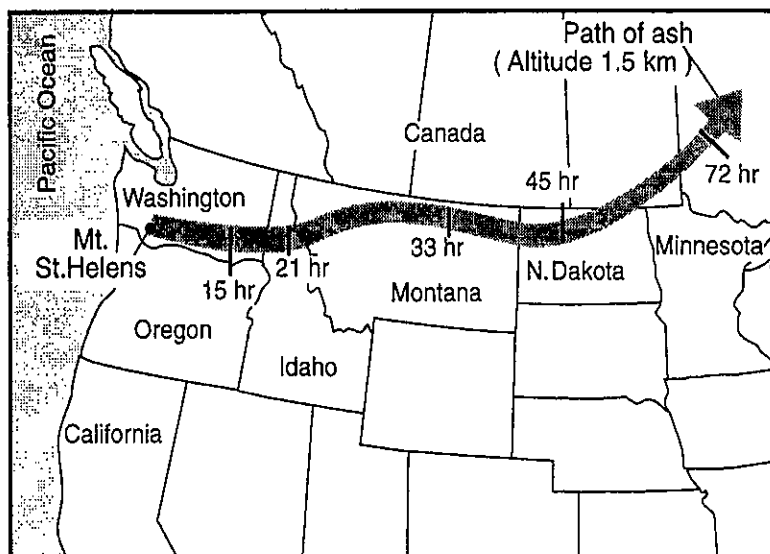 Path of ash
( Altitude 1.5 km )
Pacific Ocean
Canada
45 hr
72 hr
Washington
Mt.
St.Helens
15 hr
21 hr
33 hr
Minnesota
N.Dakota
Montana
Oregon
Idaho
California